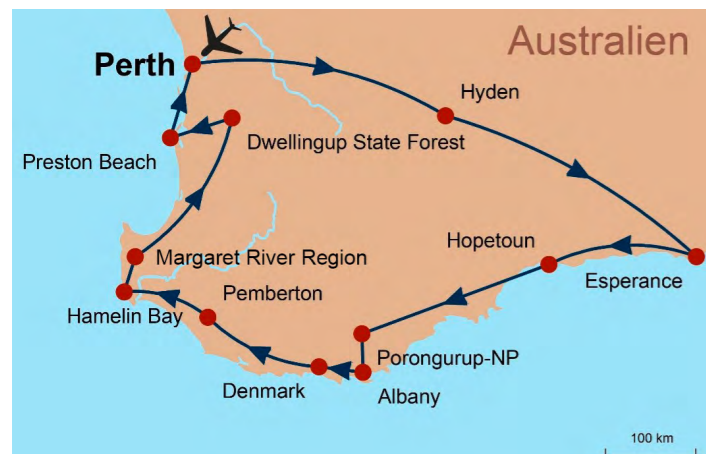 Australien
Perth
Hyden
Dwellingup State Forest
Preston Beach
Margaret River Region
Hopetoun
Esperance
Pemberton
Hamelin Bay
Porongurup-NP
Denmark
Albany
100 km